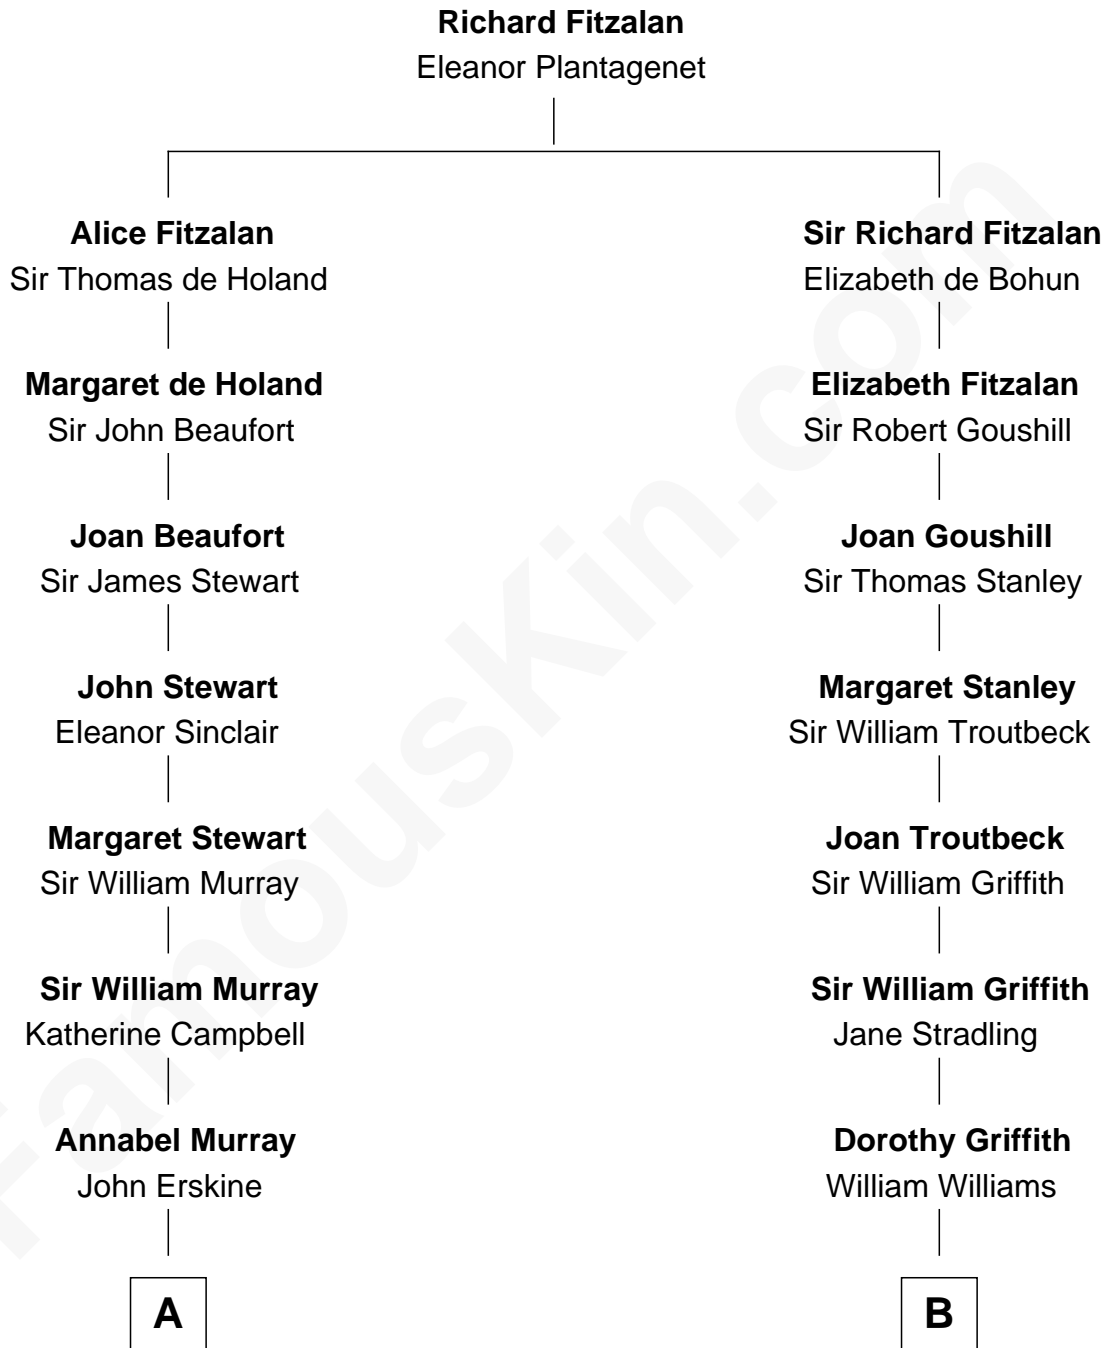 Richard Fitzalan
Eleanor Plantagenet
Alice Fitzalan
Sir Thomas de Holand
Sir Richard Fitzalan
Elizabeth de Bohun
Margaret de Holand
Sir John Beaufort
Elizabeth Fitzalan
Sir Robert Goushill
Joan Beaufort
Sir James Stewart
Joan Goushill
Sir Thomas Stanley
John Stewart
Eleanor Sinclair
Margaret Stanley
Sir William Troutbeck
Margaret Stewart
Sir William Murray
Joan Troutbeck
Sir William Griffith
Sir William Murray
Katherine Campbell
Sir William Griffith
Jane Stradling
Annabel Murray
John Erskine
Dorothy Griffith
William Williams
A
B
FamousKin.com